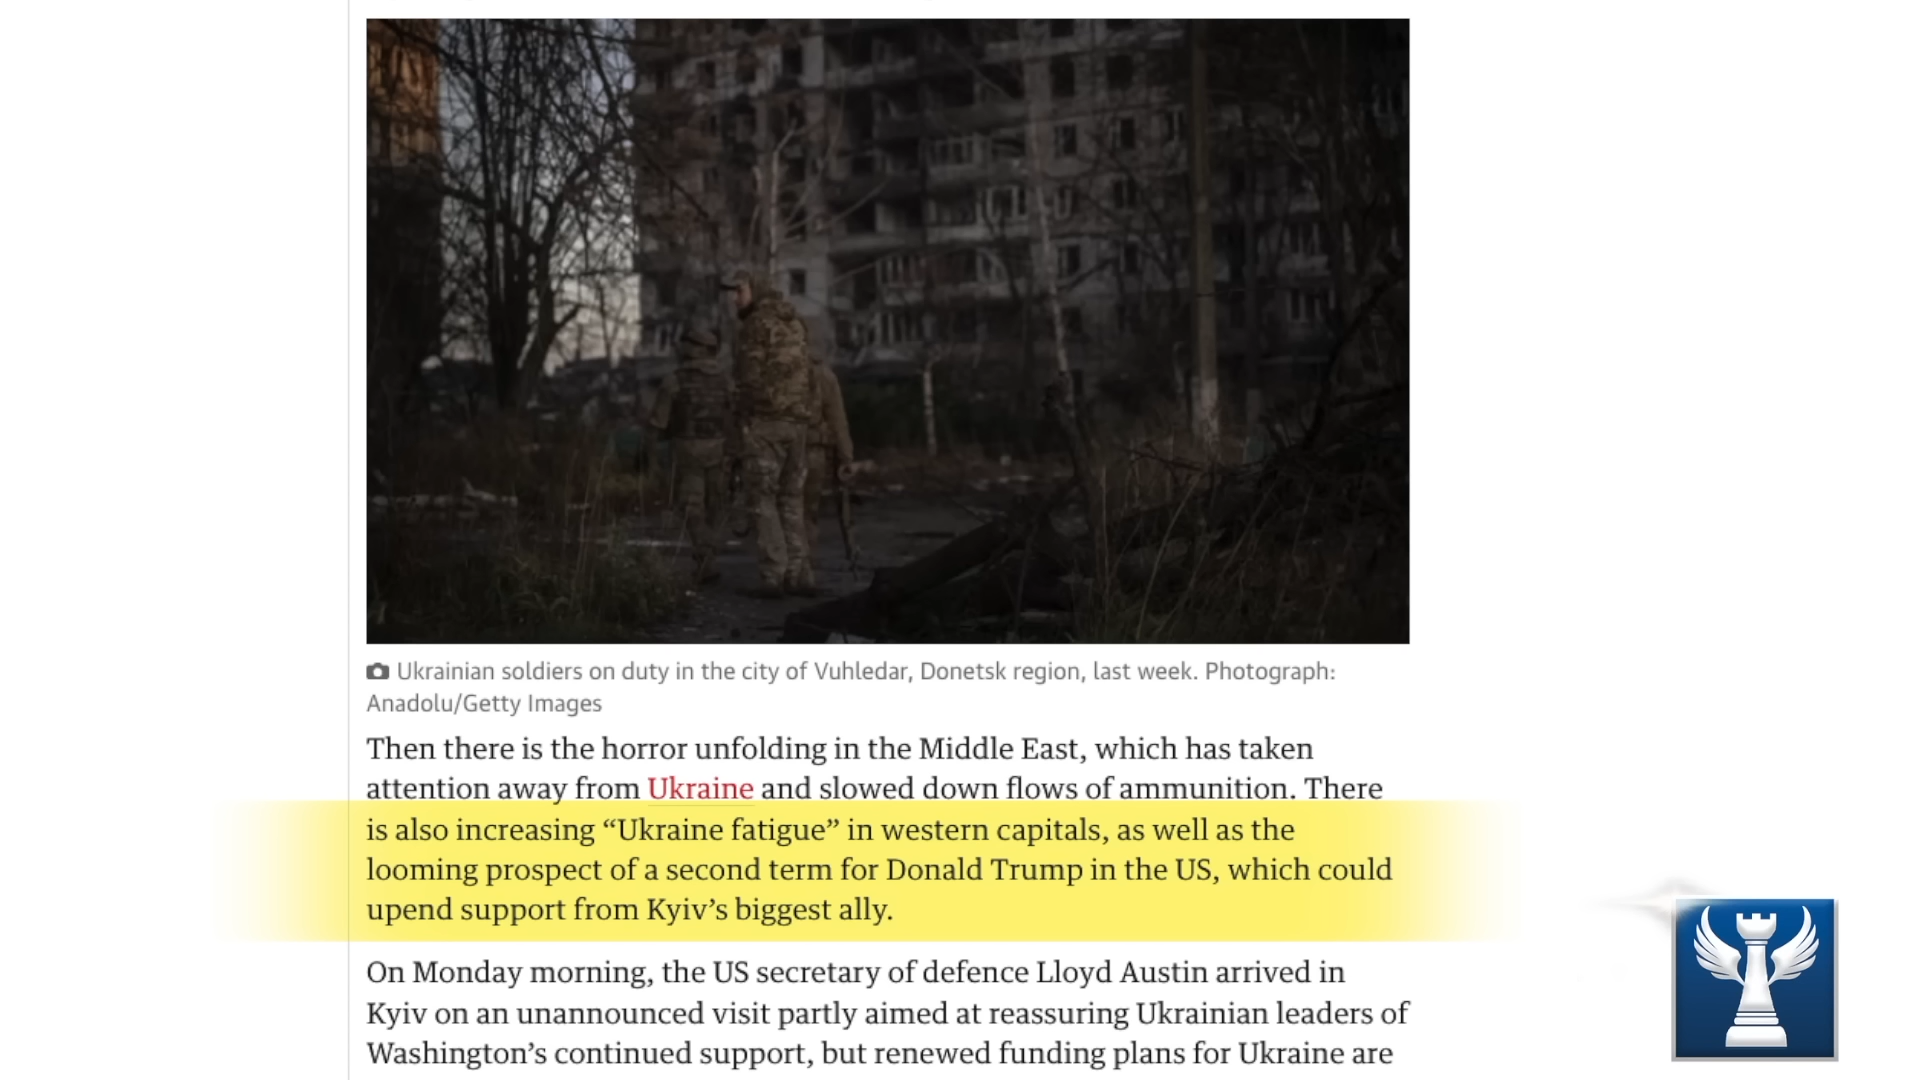 Ukrainian soldiers on duty in the city of Vuhledar, Donetsk region, last week. Photograph:
Anadolu/Getty Images
Then there is the horror unfolding in the Middle East, which has taken
attention away from Ukraine and slowed down flows of ammunition. There
is also increasing “Ukraine fatigue” in western capitals, as well as the
looming prospect of a second term for Donald Trump in the US, which could
upend support from Kyiv’s biggest ally.
On Monday morning, the US secretary of defence Lloyd Austin arrived in
Kyiv on an unannounced visit partly aimed at reassuring Ukrainian leaders of
Washington’s continued support, but renewed funding plans for Ukraine are